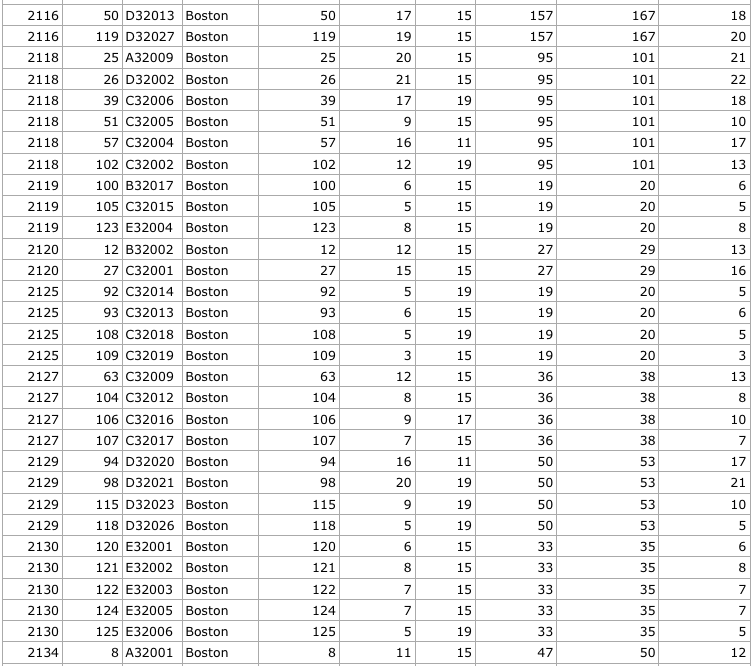 2116 50 D32013 Boston 50 17 15 157 167 18
2116 119 D32027 Boston 119 19 15 157 167 20
2118 25 A32009 Boston 25 20 15 95 101 21
2118 26 D32002 Boston 26 21 15 95 101 22
2118 39 C32006 Boston 39 17 19 95 101 18
2118 51 C32005 Boston 51 9 15 95 101 10
2118 57 C32004 Boston 57 16 11 95 101 17
2118 102 C32002 Boston 102 12 19 95 101 13
2119 100 B32017 Boston 100 6 15 19 20 6
2119 105 C32015 Boston 105 5 15 19 20 5
2119 123 E32004 Boston 123 8 15 19 20 8
2120 12 B32002 Boston 12 12 15 27 29 13
2120 27 C32001 Boston 27 15 15 27 29 16
2125 92 C32014 Boston 92 5 19 19 20 5
2125 93 C32013 Boston 93 6 15 19 20 6
2125 108 C32018 Boston 108 5 19 19 20 5
2125 109 C32019 Boston 109 3 15 19 20 3
2127 63 C32009 Boston 63 12 15 36 38 13
2127 104 C32012 Boston 104 8 15 36 38 8
2127 106 C32016 Boston 106 9 17 36 38 10
2127 107 C32017 Boston 107 7 15 36 38 7
2129 94 D32020 Boston 94 16 11 50 53 17
2129 98 D32021 Boston 98 20 19 50 53 21
2129 115 D32023 Boston 115 9 19 50 53 10
2129 118 D32026 Boston 118 5 19 50 53 5
2130 120 E32001 Boston 120 6 15 33 35 6
2130 121 E32002 Boston 121 8 15 33 35 8
2130 122 E32003 Boston 122 7 15 33 35 7
2130 124 E32005 Boston 124 7 15 33 35 7
2130 125 E32006 Boston 125 5 19 33 35 5
2134 8 A32001 Boston 8 11 15 47 50 12